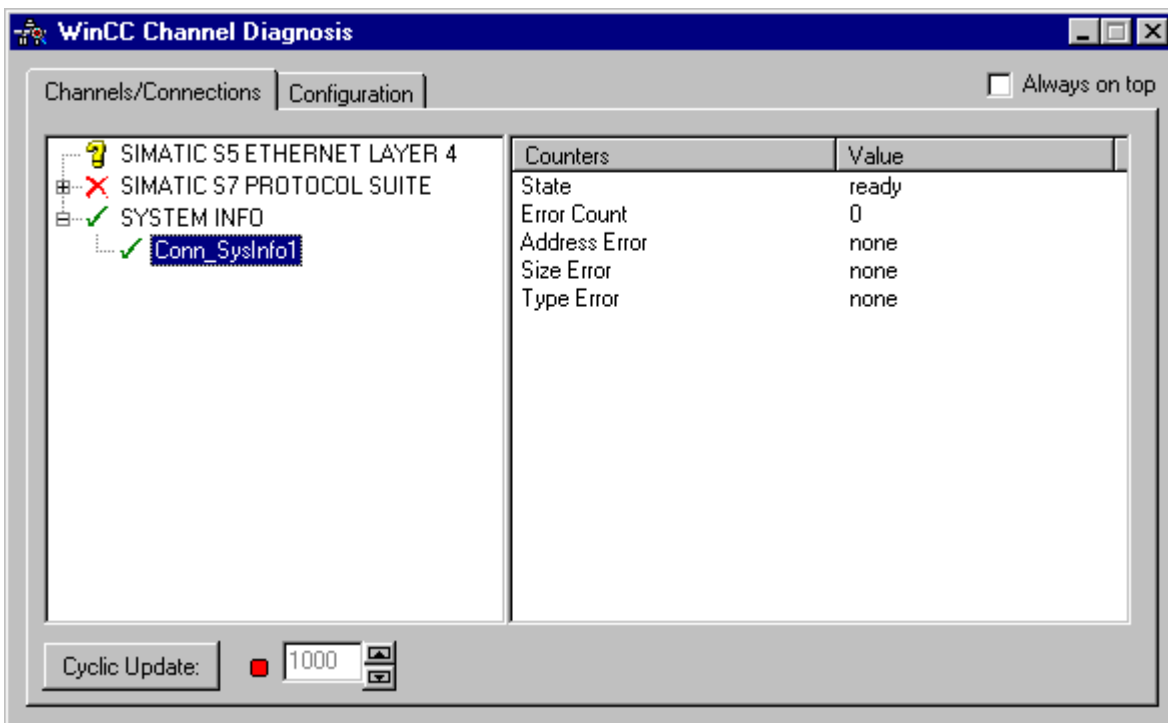 WinCC Channel Diagnosis
Channels/Connections Configuration Always on top
SIMATIC S5 ETHERNET LAYER 4
SIMATIC S7 PROTOCOL SUITE
SYSTEM INFO
Conn_SysInfo1
Counters Value
State ready
Error Count 0
Address Error none
Size Error none
Type Error none
Cyclic Update: 1000